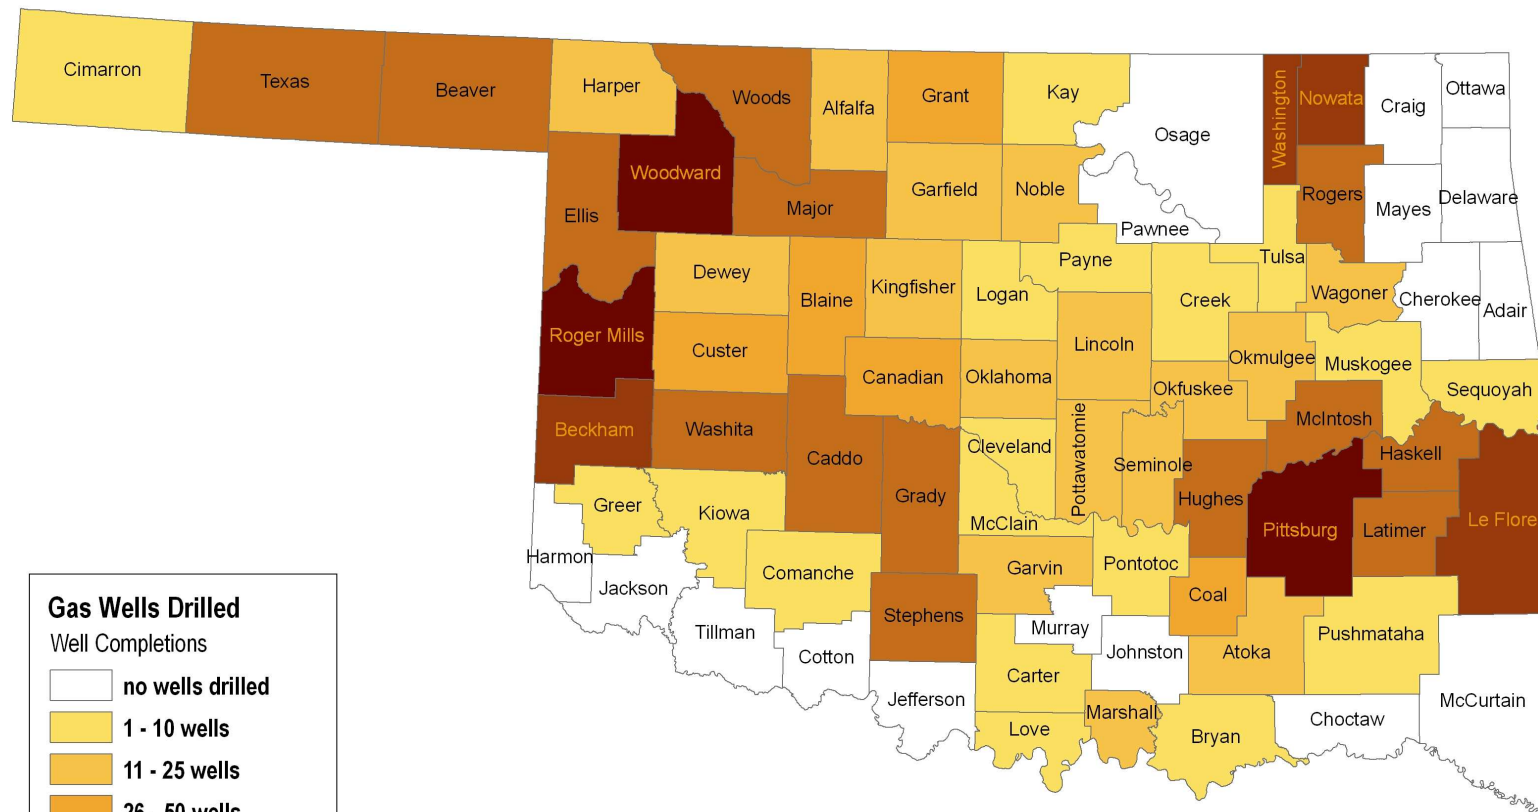 Cimarron
Texas
Beaver
Harper
Woods
Alfalfa
Grant
Kay
Osage
Washington
Nowata
Craig
Ottawa
Woodward
Ellis
Major
Garfield
Noble
Pawnee
Rogers
Mayes
Delaware
Dewey
Blaine
Kingfisher
Logan
Payne
Creek
Tulsa
Wagoner
Cherokee
Adair
Roger Mills
Custer
Canadian
Oklahoma
Lincoln
Okfuskee
Okmulgee
Muskogee
Sequoyah
Beckham
Washita
Caddo
Grady
Cleveland
Pottawatomie
Seminole
Hughes
McIntosh
Haskell
Greer
Kiowa
McClain
Pittsburg
Latimer
Le Flore
Harmon
Jackson
Comanche
Garvin
Pontotoc
Coal
Tillman
Cotton
Stephens
Murray
Johnston
Atoka
Pushmataha
Jefferson
Carter
Love
Marshall
Bryan
Choctaw
McCurtain
Gas Wells Drilled
Well Completions
no wells drilled
1 - 10 wells
11 - 25 wells
26 - 50 wells